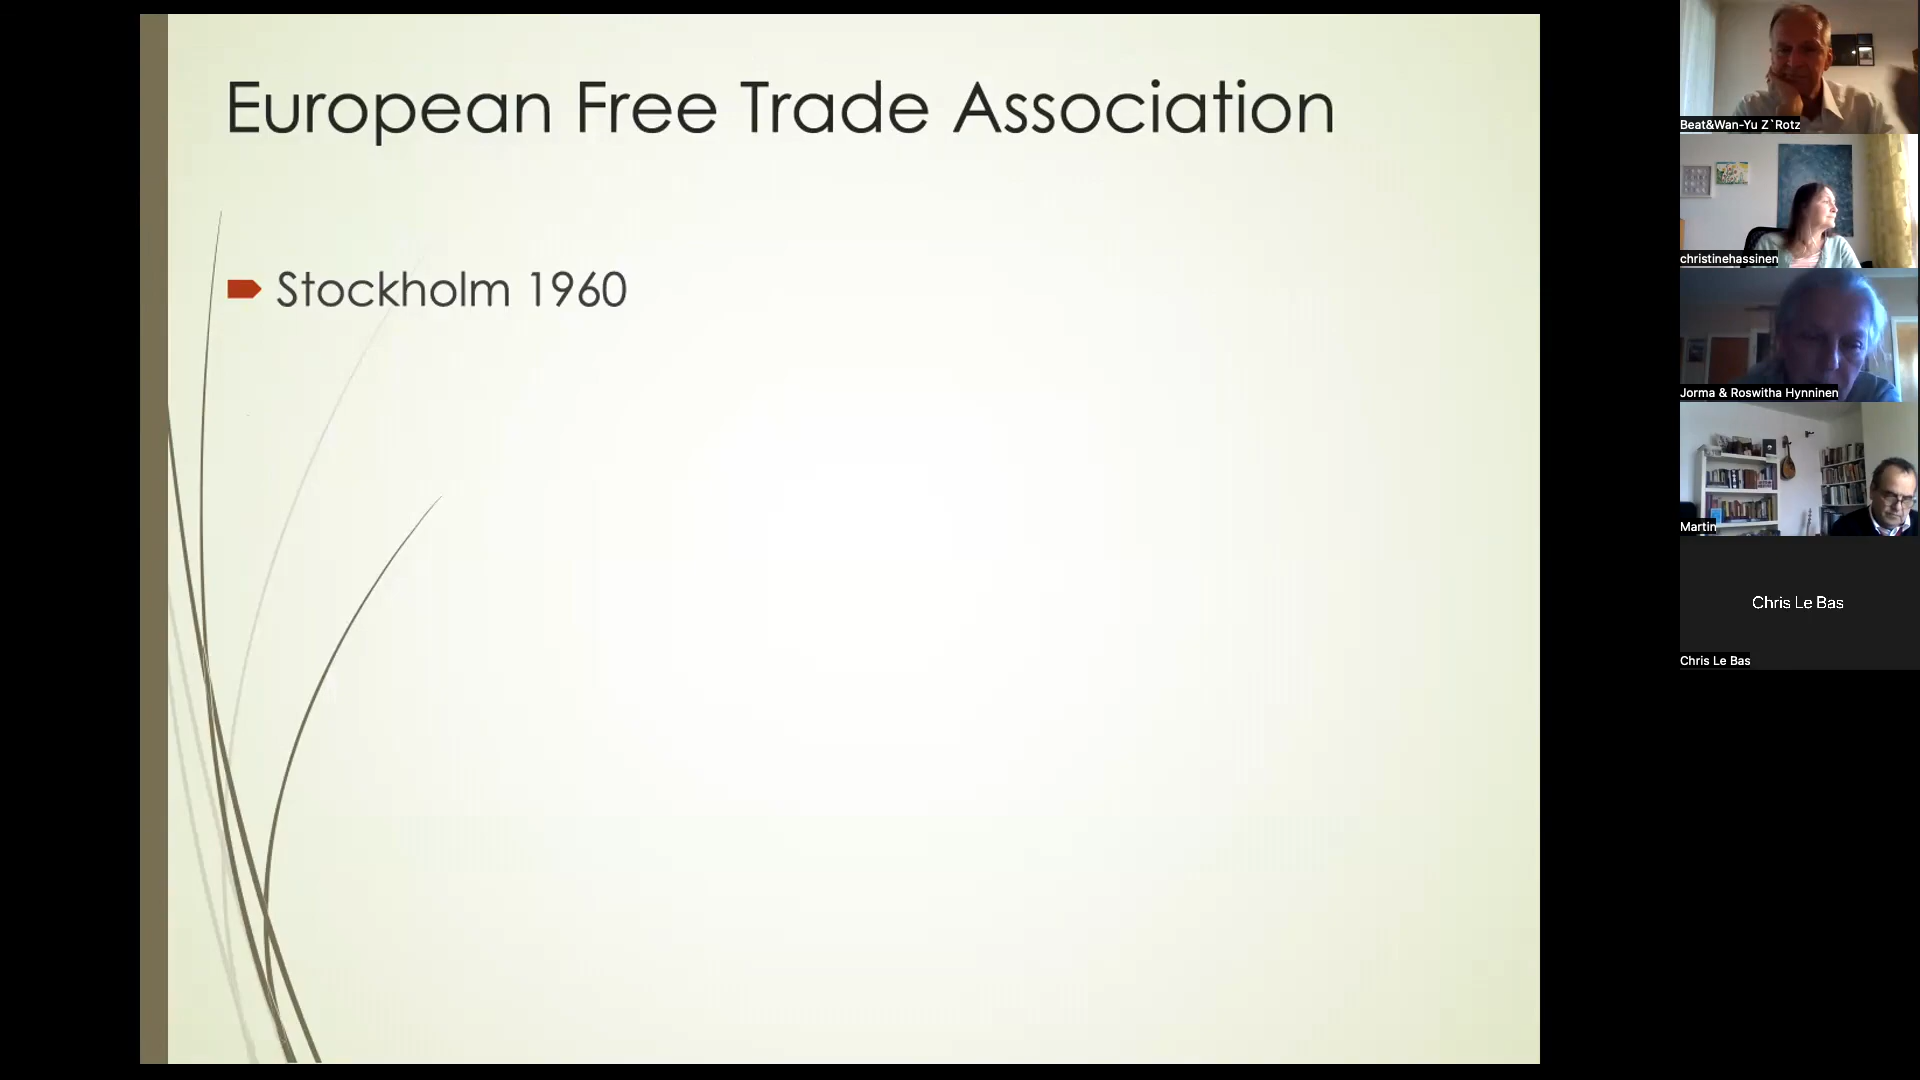 European Free Trade Association
Stockholm 1960
Beat&Wan-Yu Z`Rotz
christinehassinen
Jorma & Roswitha Hynninen
Martin
Chris Le Bas
Chris Le Bas